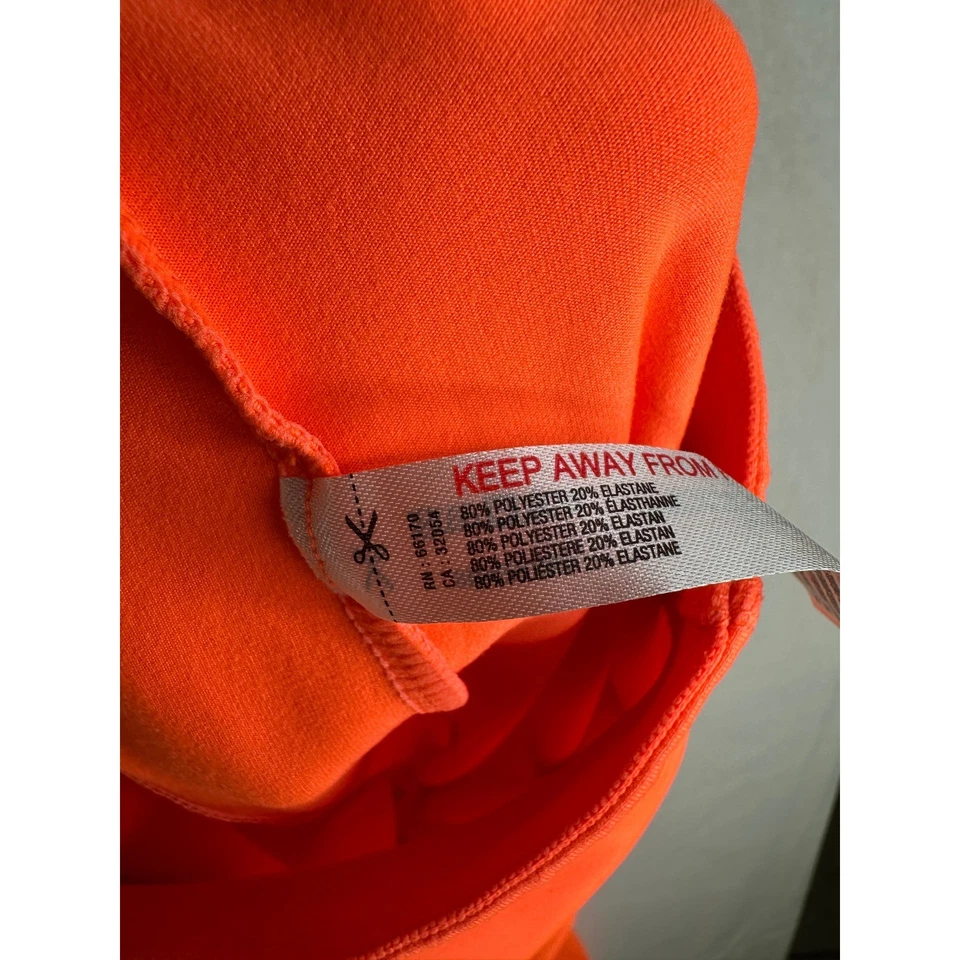 KEEP AWAY FROM
80% POLYESTER 20% ELASTANE
80% POLYESTER 20% ÉLASTHANNE
80% POLYESTER 20% ELASTAN
80% POLIESTERE 20% ELASTAN
80% POLIÉSTER 20% ELASTANE
RN : 66170
CA : 32054